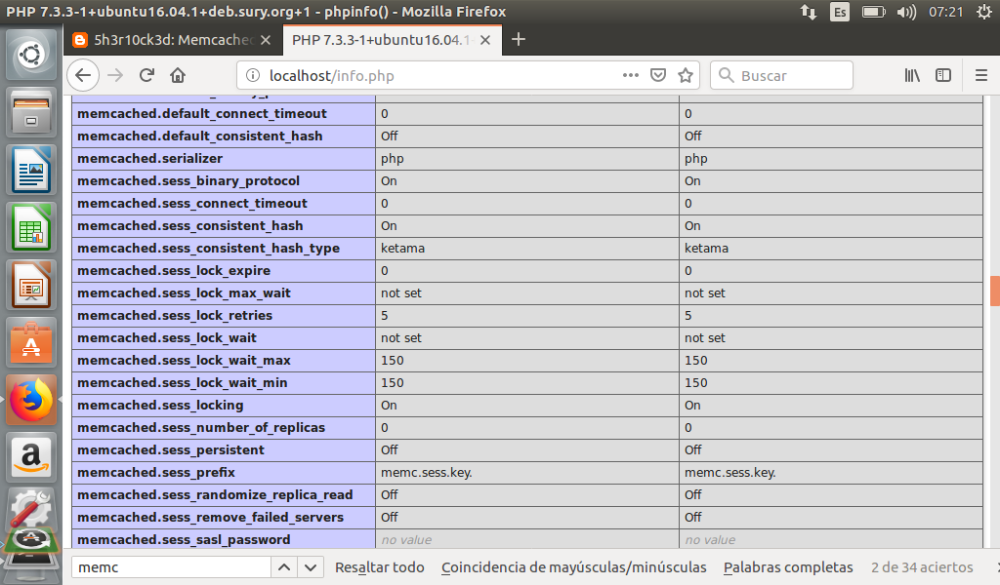 PHP 7.3.3-1+ubuntu16.04.1+deb.sury.org+1 - phpinfo() - Mozilla Firefox Es 07:21
5h3r10ck3d: Memcached PHP 7.3.3-1+ubuntu16.04.1-
localhost/info.php Buscar
memcached.default_connect_timeout 0 0
memcached.default_consistent_hash Off Off
memcached.serializer php php
memcached.sess_binary_protocol On On
memcached.sess_connect_timeout 0 0
memcached.sess_consistent_hash On On
memcached.sess_consistent_hash_type ketama ketama
memcached.sess_lock_expire 0 0
memcached.sess_lock_max_wait not set not set
memcached.sess_lock_retries 5 5
memcached.sess_lock_wait not set not set
memcached.sess_lock_wait_max 150 150
memcached.sess_lock_wait_min 150 150
memcached.sess_locking On On
memcached.sess_number_of_replicas 0 0
memcached.sess_persistent Off Off
memcached.sess_prefix memc.sess.key. memc.sess.key.
memcached.sess_randomize_replica_read Off Off
memcached.sess_remove_failed_servers Off Off
memcached.sess_sasl_password no value no value
memc Resaltar todo Coincidencia de mayúsculas/minúsculas Palabras completas 2 de 34 aciertos